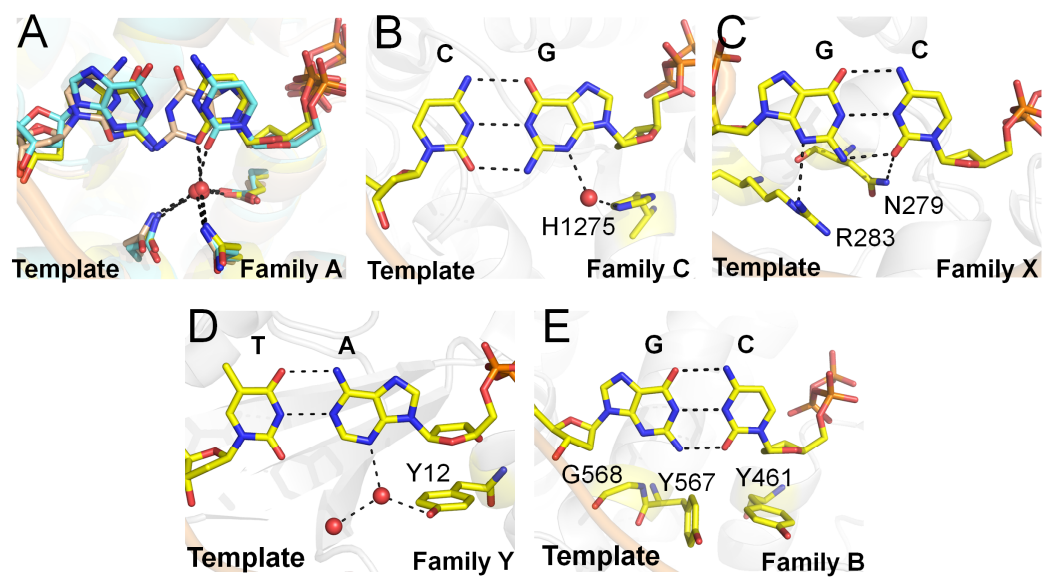 A
Template
Family A
B
C G
H1275
Template
Family C
C
G C
N279
R283
Template
Family X
D
T A
Y12
Template
Family Y
E
G C
G568 Y567 Y461
Template
Family B